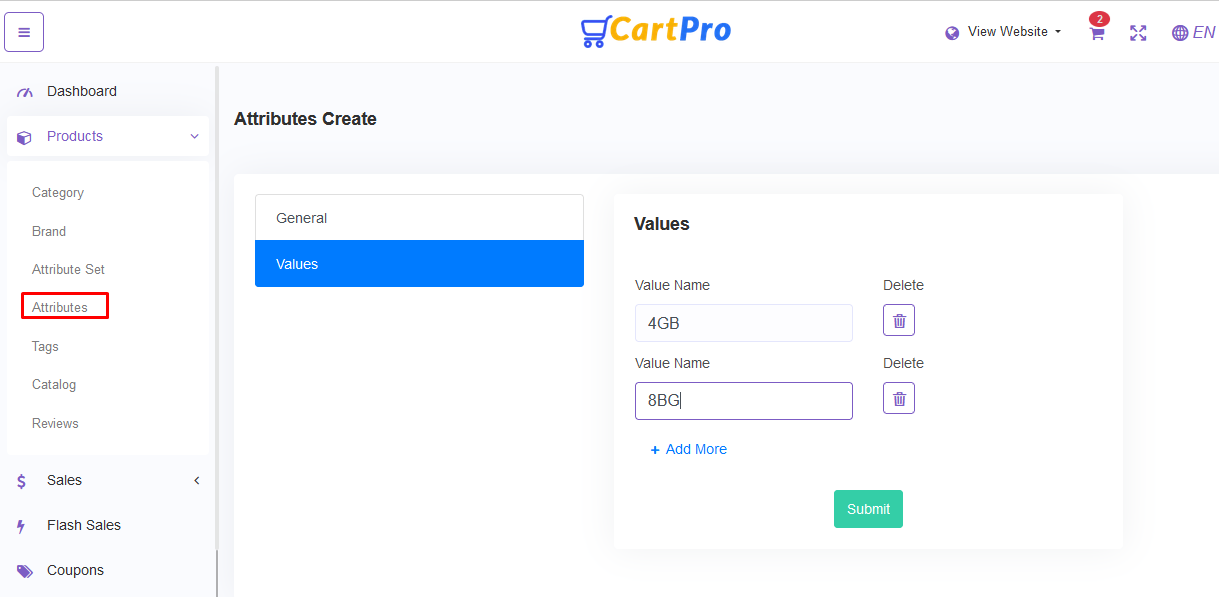 CartPro
View Website
2
EN
Dashboard
Products
Category
Brand
Attribute Set
Attributes
Tags
Catalog
Reviews
Sales
Flash Sales
Coupons
Attributes Create
General
Values
Values
Value Name
Delete
4GB
Value Name
Delete
8BG
+ Add More
Submit